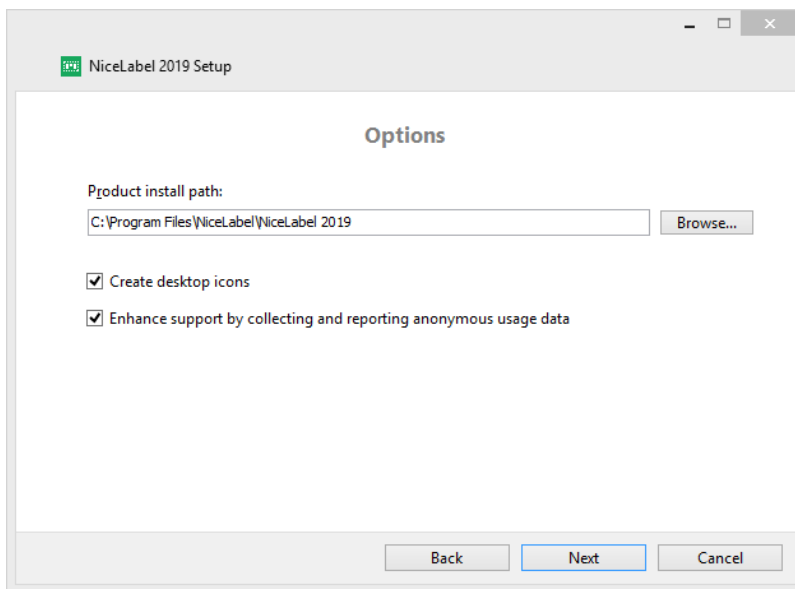 NiceLabel 2019 Setup
Options
Product install path:
C:\Program Files\NiceLabel\NiceLabel 2019
Browse...
Create desktop icons
Enhance support by collecting and reporting anonymous usage data
Back Next Cancel